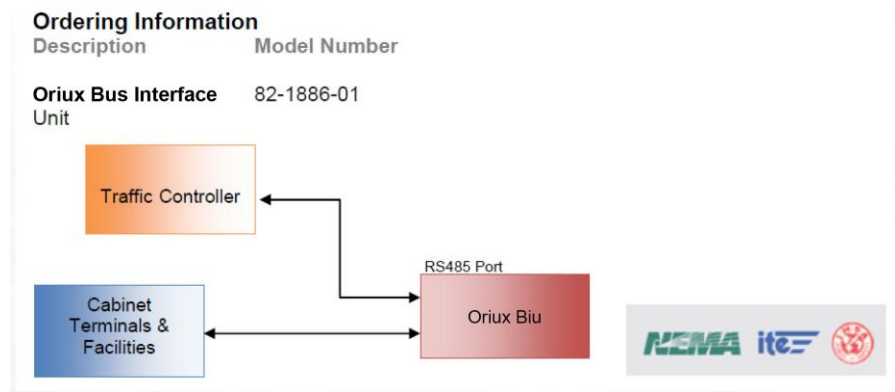 Ordering Information
Description Model Number
Oriux Bus Interface 82-1886-01
Unit
Traffic Controller
RS485 Port
Cabinet
Terminals &
Facilities
Oriux Biu
NEMA ite